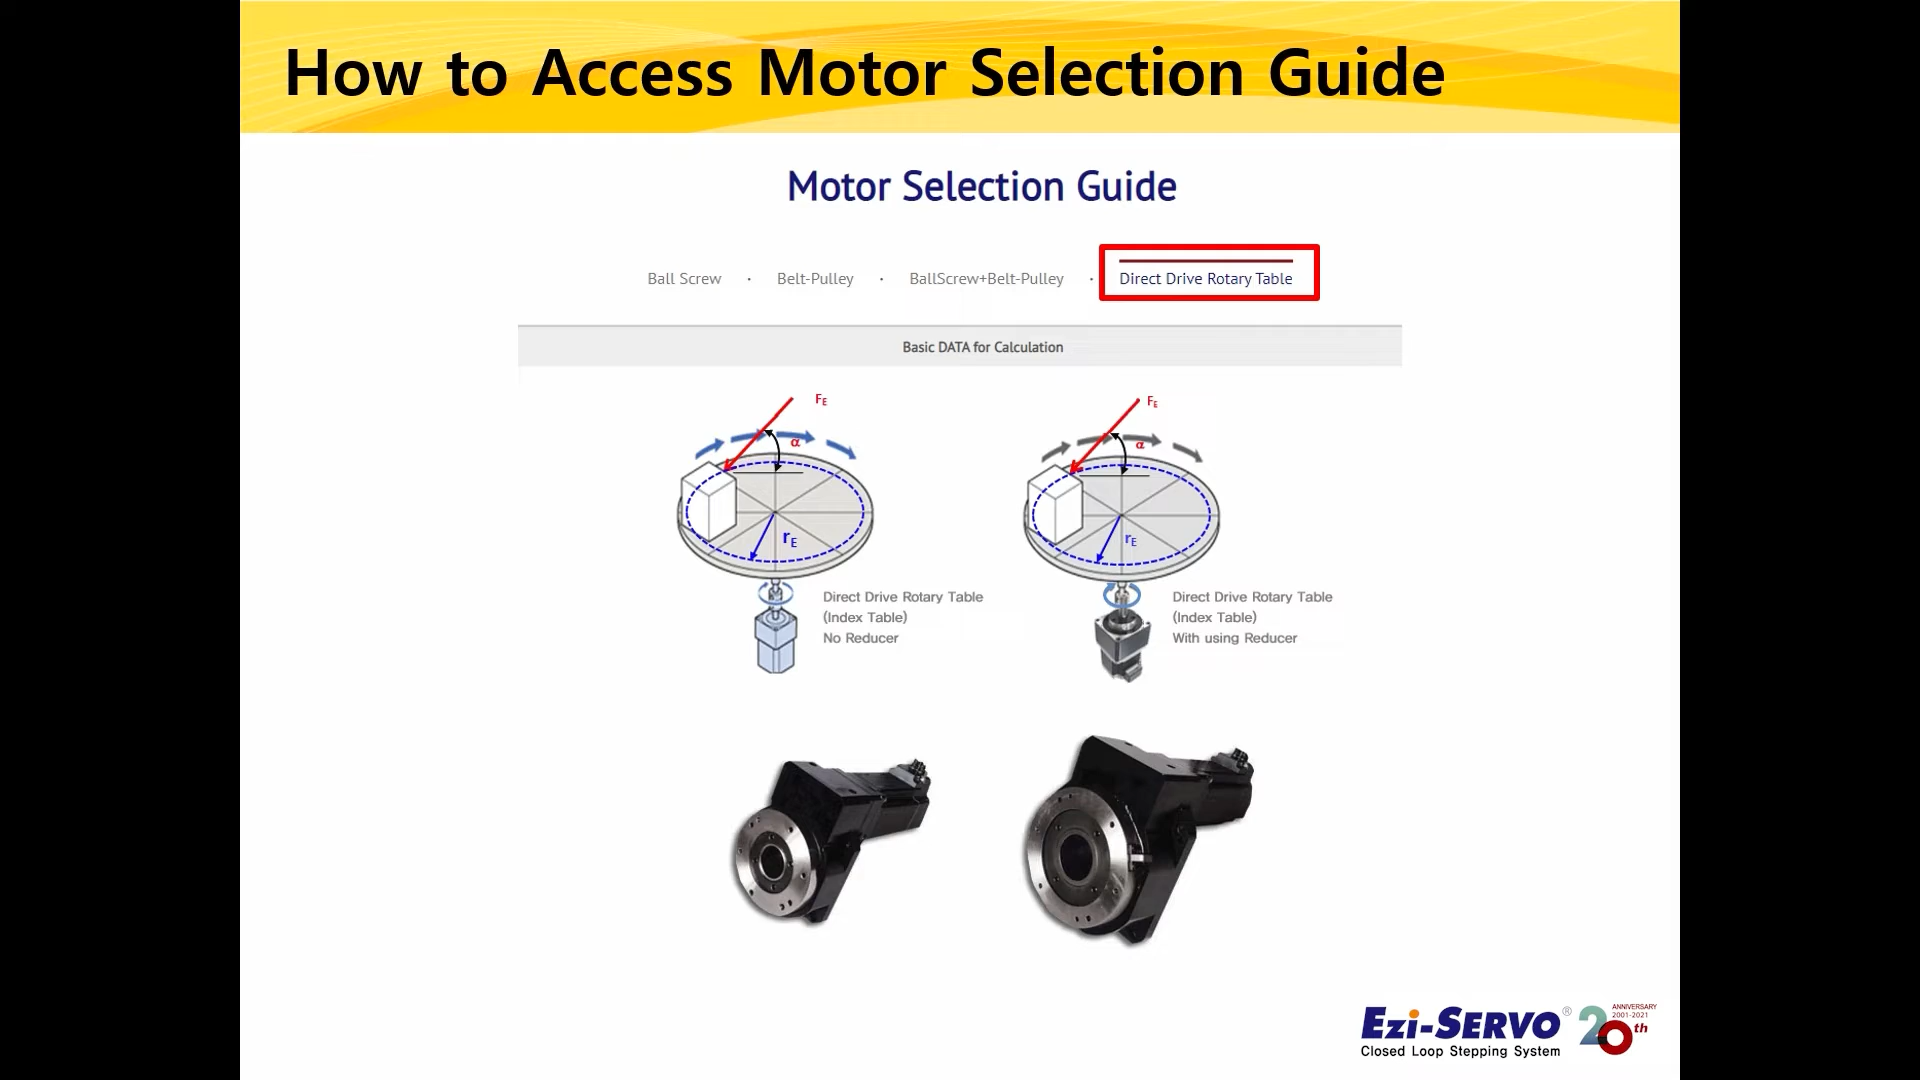 How to Access Motor Selection Guide
Motor Selection Guide
Ball Screw · Belt-Pulley · BallScrew+Belt-Pulley · Direct Drive Rotary Table
Basic DATA for Calculation
FE
α
rE
Direct Drive Rotary Table
(Index Table)
No Reducer
FE
α
rE
Direct Drive Rotary Table
(Index Table)
With using Reducer
Ezi-SERVO®
Closed Loop Stepping System
20th
ANNIVERSARY
2001-2021